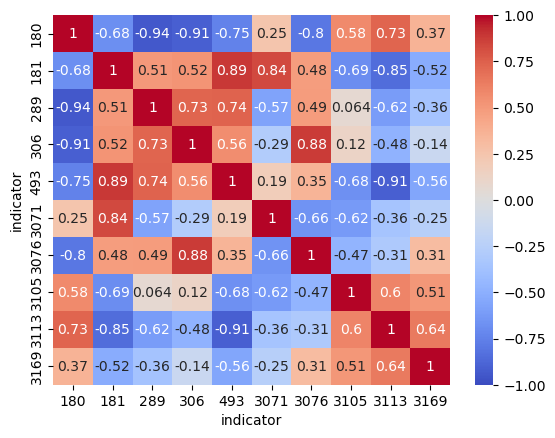 180 1 -0.68 -0.94 -0.91 -0.75 0.25 -0.8 0.58 0.73 0.37
181 -0.68 1 0.51 0.52 0.89 0.84 0.48 -0.69 -0.85 -0.52
289 -0.94 0.51 1 0.73 0.74 -0.57 0.49 0.064 -0.62 -0.36
306 -0.91 0.52 0.73 1 0.56 -0.29 0.88 0.12 -0.48 -0.14
493 -0.75 0.89 0.74 0.56 1 0.19 0.35 -0.68 -0.91 -0.56
3071 0.25 0.84 -0.57 -0.29 0.19 1 -0.66 -0.62 -0.36 -0.25
3076 -0.8 0.48 0.49 0.88 0.35 -0.66 1 -0.47 -0.31 0.31
3105 0.58 -0.69 0.064 0.12 -0.68 -0.62 -0.47 1 0.6 0.51
3113 0.73 -0.85 -0.62 -0.48 -0.91 -0.36 -0.31 0.6 1 0.64
3169 0.37 -0.52 -0.36 -0.14 -0.56 -0.25 0.31 0.51 0.64 1
180 181 289 306 493 3071 3076 3105 3113 3169
indicator
indicator
1.00
0.75
0.50
0.25
0.00
−0.25
−0.50
−0.75
−1.00